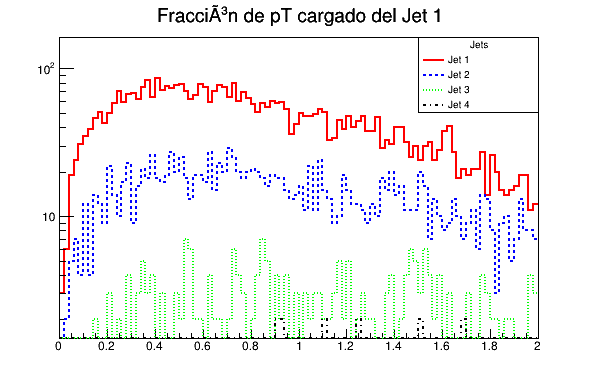 FracciÃ³n de pT cargado del Jet 1
Jets
Jet 1
Jet 2
Jet 3
Jet 4
10²
10
0 0.2 0.4 0.6 0.8 1 1.2 1.4 1.6 1.8 2